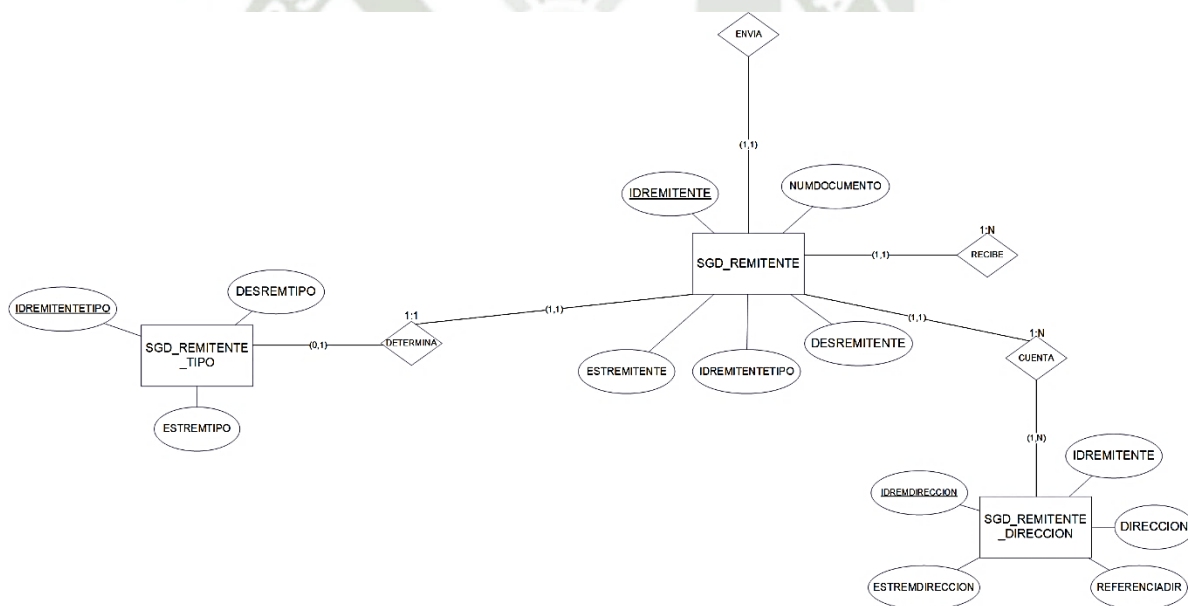 ENVIA
(1,1)
IDREMITENTE
NUMDOCUMENTO
1:N
SGD_REMITENTE
(1,1)
RECIBE
DESREMTIPO
IDREMITENTETIPO
1:1
(1,1)
(1,1)
1:N
SGD_REMITENTE
_TIPO
(0,1)
DETERMINA
DESREMITENTE
CUENTA
ESTREMITENTE
IDREMITENTETIPO
ESTREMTIPO
(1,N)
IDREMITENTE
IDREMDIRECCION
SGD_REMITENTE
_DIRECCION
DIRECCION
ESTREMDIRECCION
REFERENCIADIR